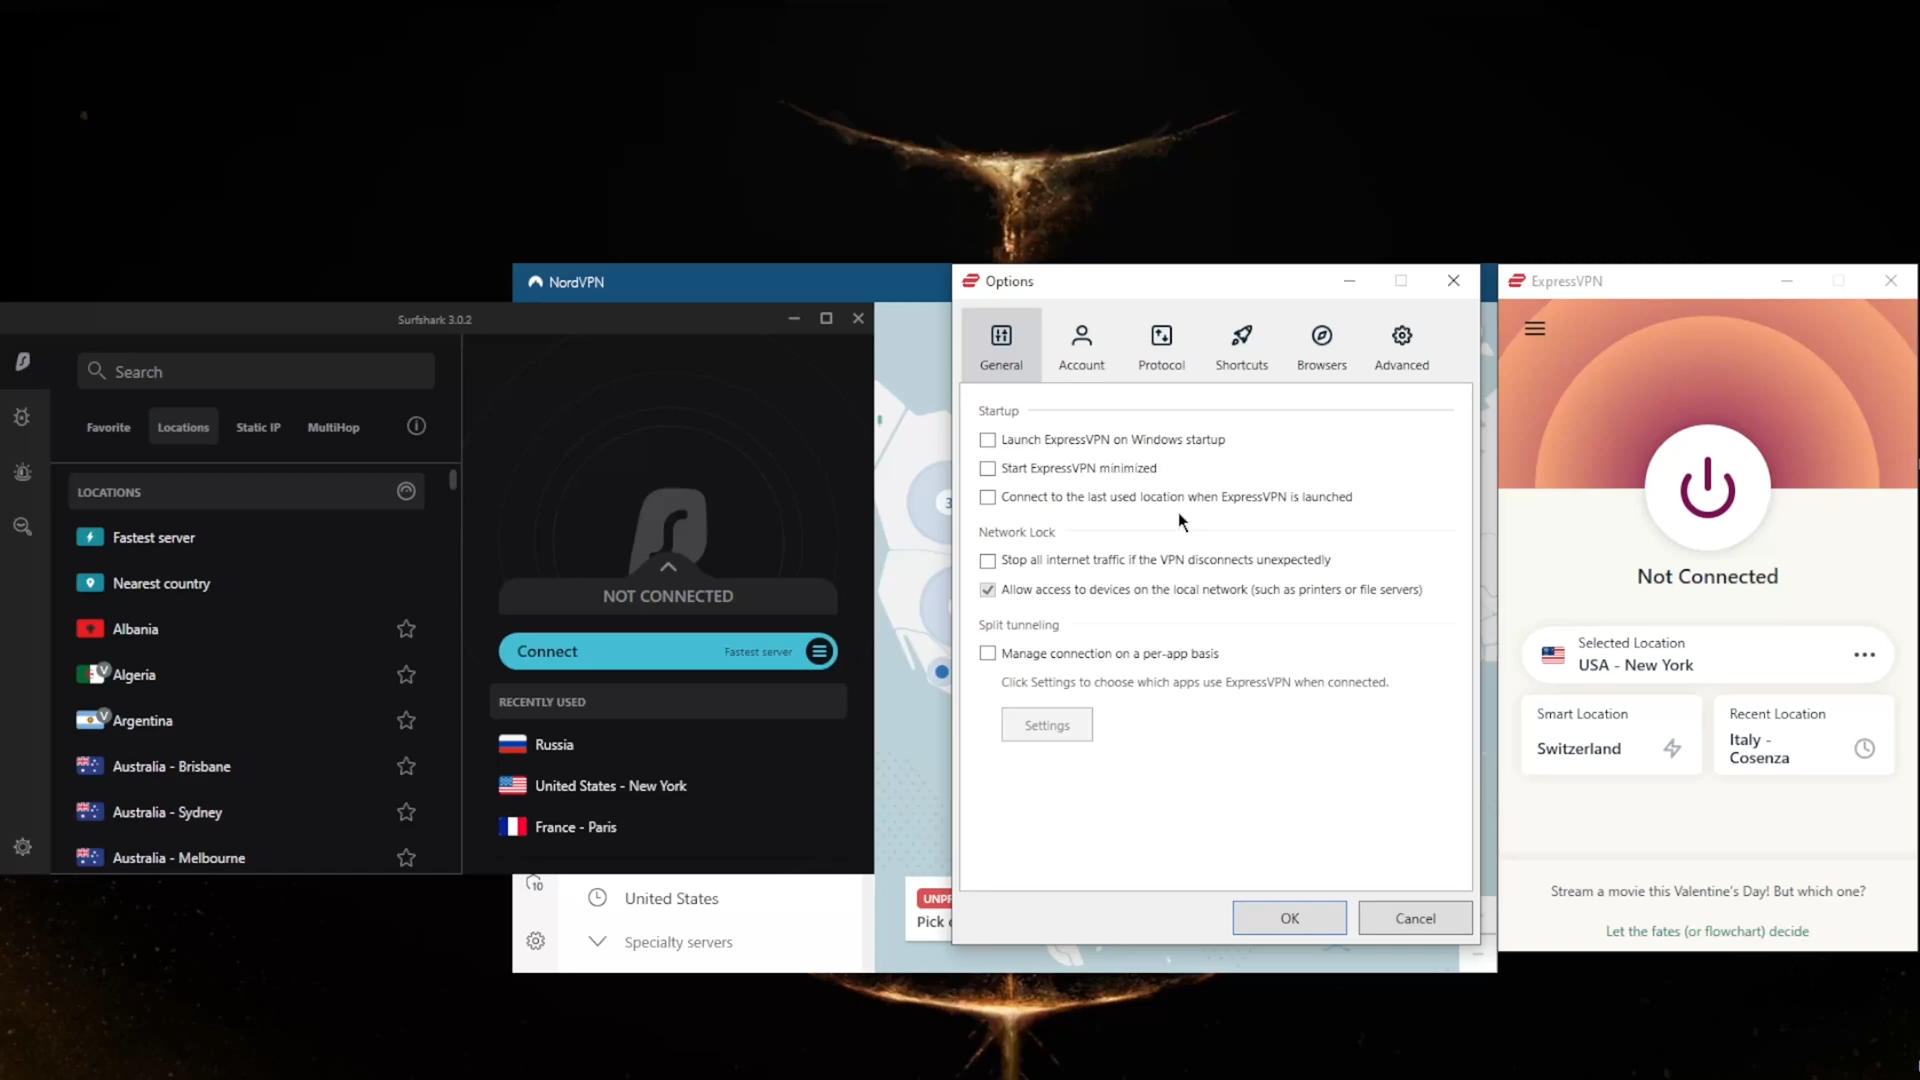 Surfshark 3.0.2
Search
Favorite
Locations
Static IP
MultiHop
LOCATIONS
Fastest server
Nearest country
Albania
Algeria
Argentina
Australia - Brisbane
Australia - Sydney
Australia - Melbourne
NOT CONNECTED
Connect
Fastest server
RECENTLY USED
Russia
United States - New York
France - Paris
NordVPN
3
10
United States
Specialty servers
Pick
Options
General
Account
Protocol
Shortcuts
Browsers
Advanced
Startup
Launch ExpressVPN on Windows startup
Start ExpressVPN minimized
Connect to the last used location when ExpressVPN is launched
Network Lock
Stop all internet traffic if the VPN disconnects unexpectedly
Allow access to devices on the local network (such as printers or file servers)
Split tunneling
Manage connection on a per-app basis
Click Settings to choose which apps use ExpressVPN when connected.
Settings
OK
Cancel
ExpressVPN
Not Connected
Selected Location
USA - New York
Smart Location
Switzerland
Recent Location
Italy -
Cosenza
Stream a movie this Valentine's Day! But which one?
Let the fates (or flowchart) decide